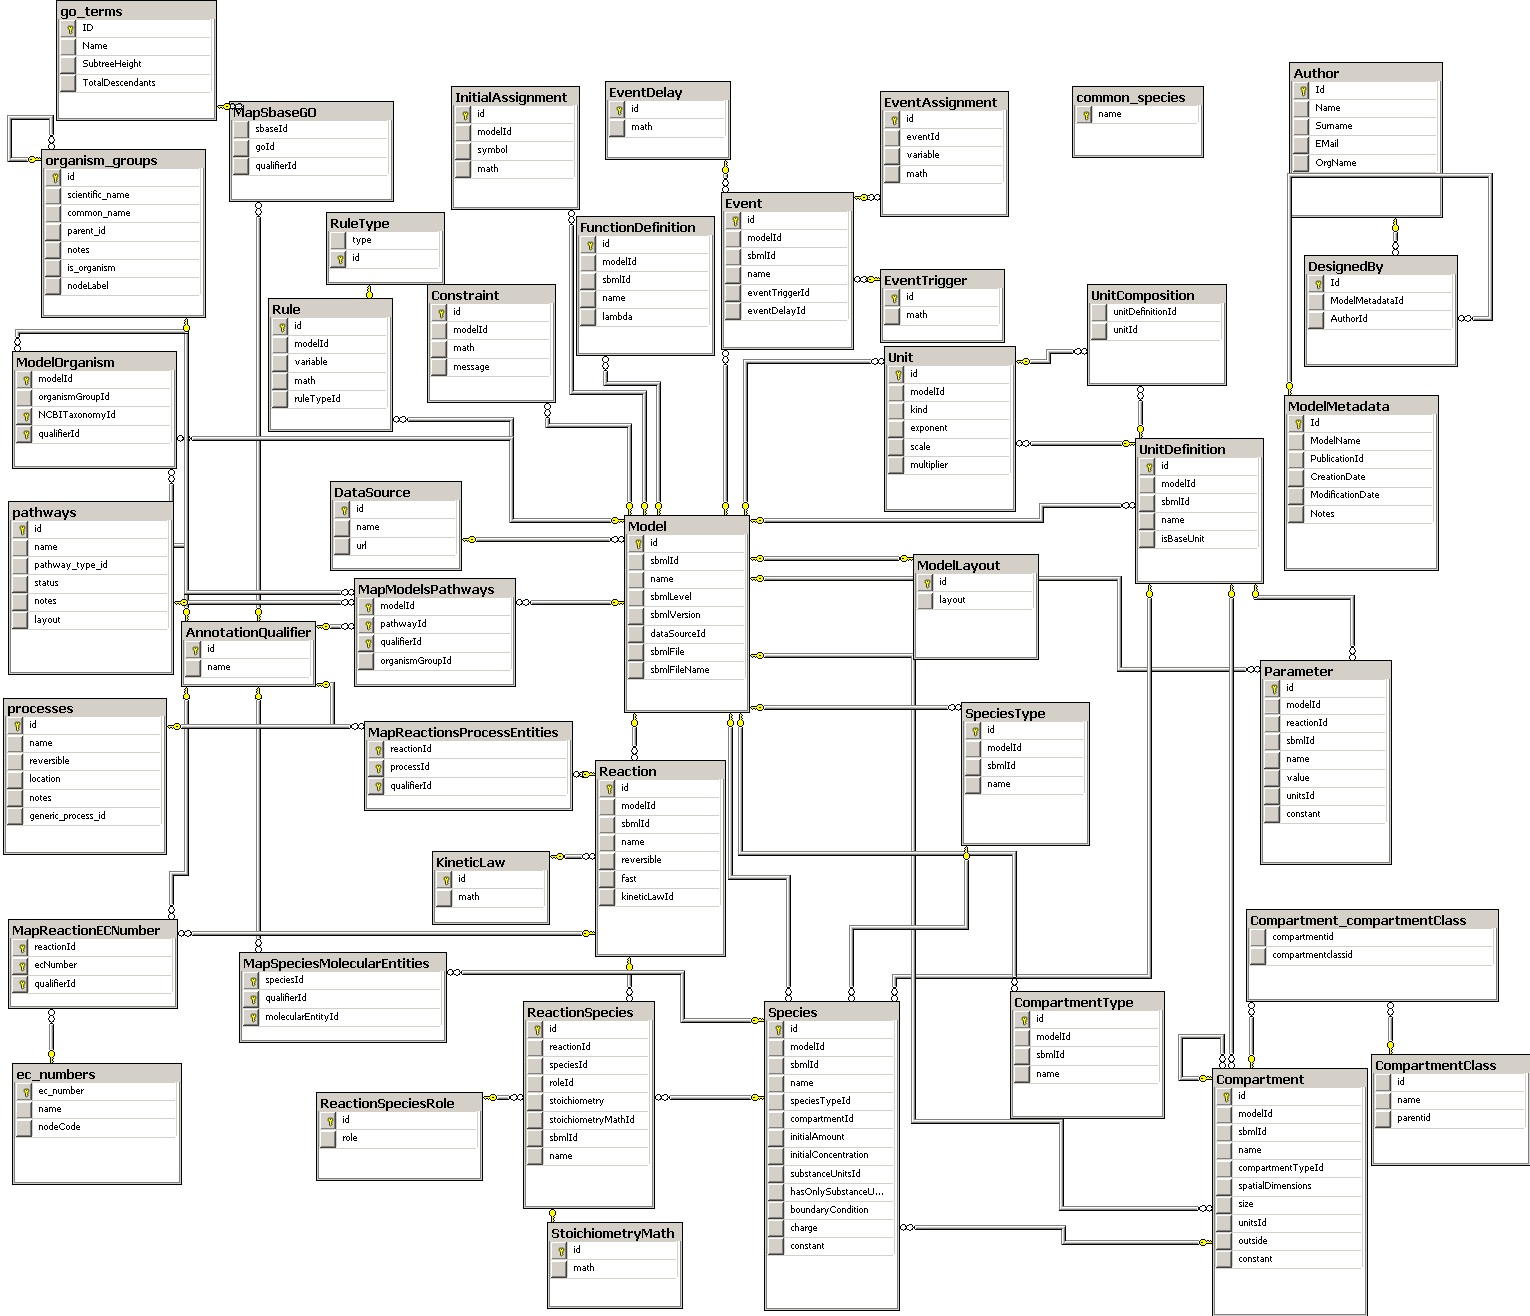 go_terms
ID
Name
SubtreeHeight
TotalDescendants
MapSbaseGO
sbaseId
goId
qualifierId
organism_groups
id
scientific_name
common_name
parent_id
notes
is_organism
nodeLabel
InitialAssignment
id
modelId
symbol
math
EventDelay
id
math
EventAssignment
id
eventId
variable
math
common_species
name
Author
Id
Name
Surname
EMail
OrgName
RuleType
type
id
FunctionDefinition
id
modelId
sbmlId
name
lambda
Event
id
modelId
sbmlId
name
eventTriggerId
eventDelayId
EventTrigger
id
math
DesignedBy
Id
ModelMetadataId
AuthorId
Rule
id
modelId
variable
math
ruleTypeId
Constraint
id
modelId
math
message
UnitComposition
unitDefinitionId
unitId
ModelOrganism
modelId
organismGroupId
NCBITaxonomyId
qualifierId
Unit
id
modelId
kind
exponent
scale
multiplier
ModelMetadata
Id
ModelName
PublicationId
CreationDate
ModificationDate
Notes
UnitDefinition
id
modelId
sbmlId
name
isBaseUnit
DataSource
id
name
url
pathways
id
name
pathway_type_id
status
notes
layout
Model
id
sbmlId
name
sbmlLevel
sbmlVersion
dataSourceId
sbmlFile
sbmlFileName
ModelLayout
id
layout
MapModelsPathways
modelId
pathwayId
qualifierId
organismGroupId
AnnotationQualifier
id
name
Parameter
id
modelId
reactionId
sbmlId
name
value
unitsId
constant
processes
id
name
reversible
location
notes
generic_process_id
MapReactionsProcessEntities
reactionId
processId
qualifierId
SpeciesType
id
modelId
sbmlId
name
Reaction
id
modelId
sbmlId
name
reversible
fast
kineticLawId
KineticLaw
id
math
MapReactionECNumber
reactionId
ecNumber
qualifierId
Compartment_compartmentClass
compartmentid
compartmentclassid
MapSpeciesMolecularEntities
speciesId
qualifierId
molecularEntityId
ReactionSpecies
id
reactionId
speciesId
roleId
stoichiometry
stoichiometryMathId
sbmlId
name
Species
id
modelId
sbmlId
name
speciesTypeId
compartmentId
initialAmount
initialConcentration
substanceUnitsId
hasOnlySubstanceU...
boundaryCondition
charge
constant
CompartmentType
id
modelId
sbmlId
name
ec_numbers
ec_number
name
nodeCode
ReactionSpeciesRole
id
role
Compartment
id
modelId
sbmlId
name
compartmentTypeId
spatialDimensions
size
unitsId
outside
constant
CompartmentClass
id
name
parentid
StoichiometryMath
id
math